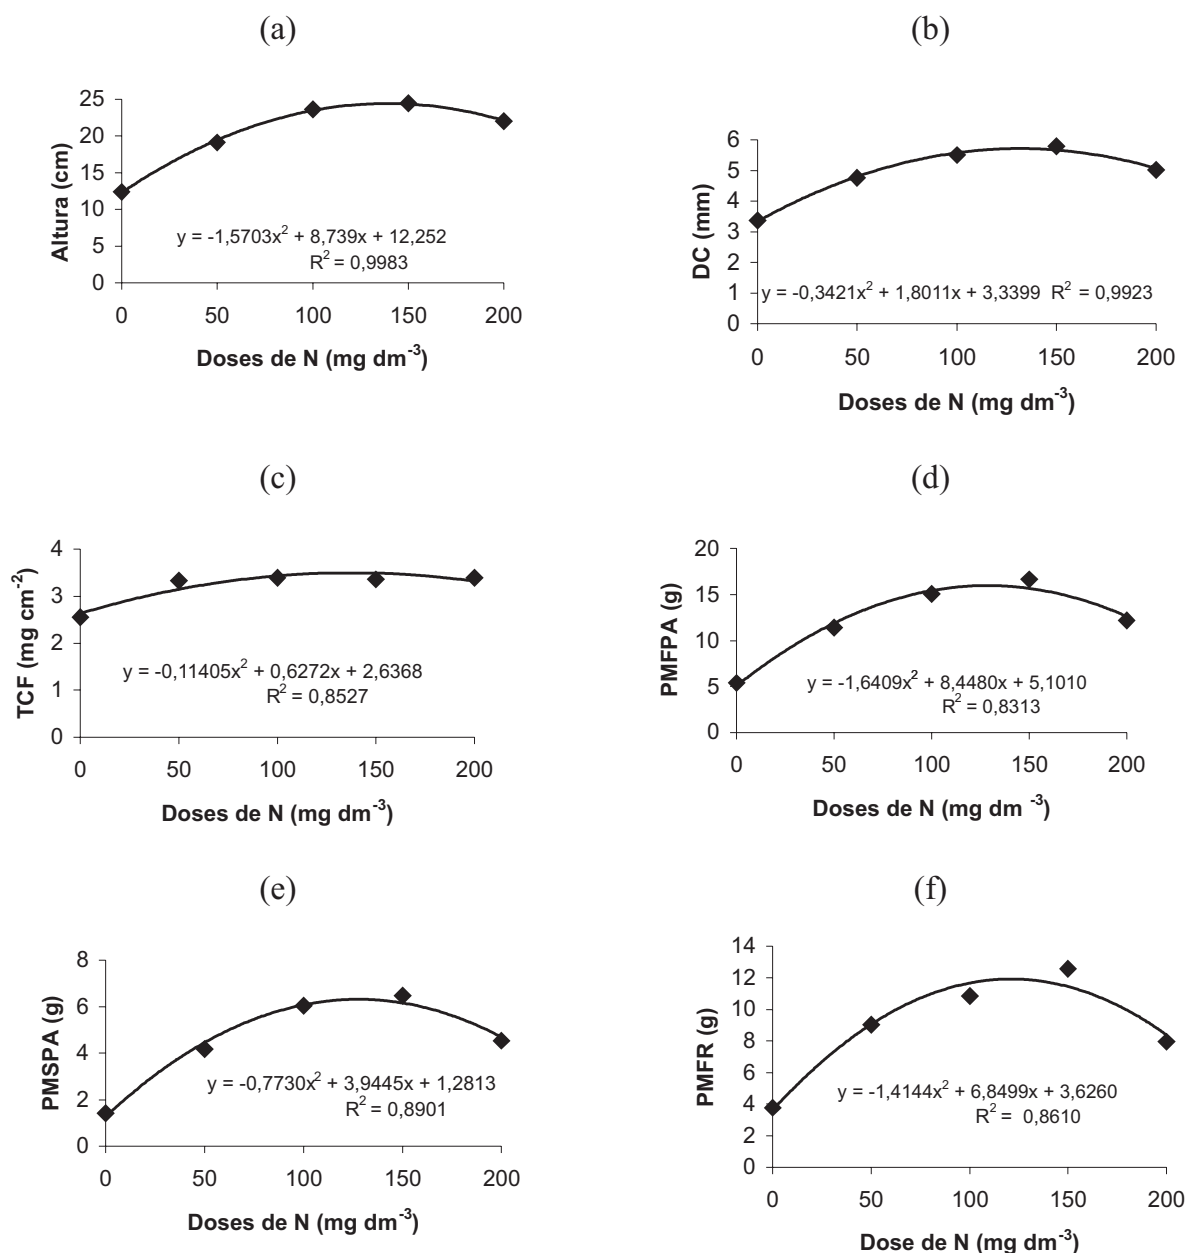 (a)
Altura (cm)
25
20
15
10
5
0
y = -1,5703x² + 8,739x + 12,252
R² = 0,9983
0 50 100 150 200
Doses de N (mg dm⁻³)
(b)
DC (mm)
6
5
4
3
2
1
0
y = -0,3421x² + 1,8011x + 3,3399 R² = 0,9923
0 50 100 150 200
Doses de N (mg dm⁻³)
(c)
TCF (mg cm⁻²)
4
3
2
1
0
y = -0,11405x² + 0,6272x + 2,6368
R² = 0,8527
0 50 100 150 200
Doses de N (mg dm⁻³)
(d)
PMFPA (g)
20
15
10
5
0
y = -1,6409x² + 8,4480x + 5,1010
R² = 0,8313
0 50 100 150 200
Doses de N (mg dm ⁻³)
(e)
PMSPA (g)
8
6
4
2
0
y = -0,7730x² + 3,9445x + 1,2813
R² = 0,8901
0 50 100 150 200
Doses de N (mg dm⁻³)
(f)
PMFR (g)
14
12
10
8
6
4
2
0
y = -1,4144x² + 6,8499x + 3,6260
R² = 0,8610
0 50 100 150 200
Dose de N (mg dm⁻³)